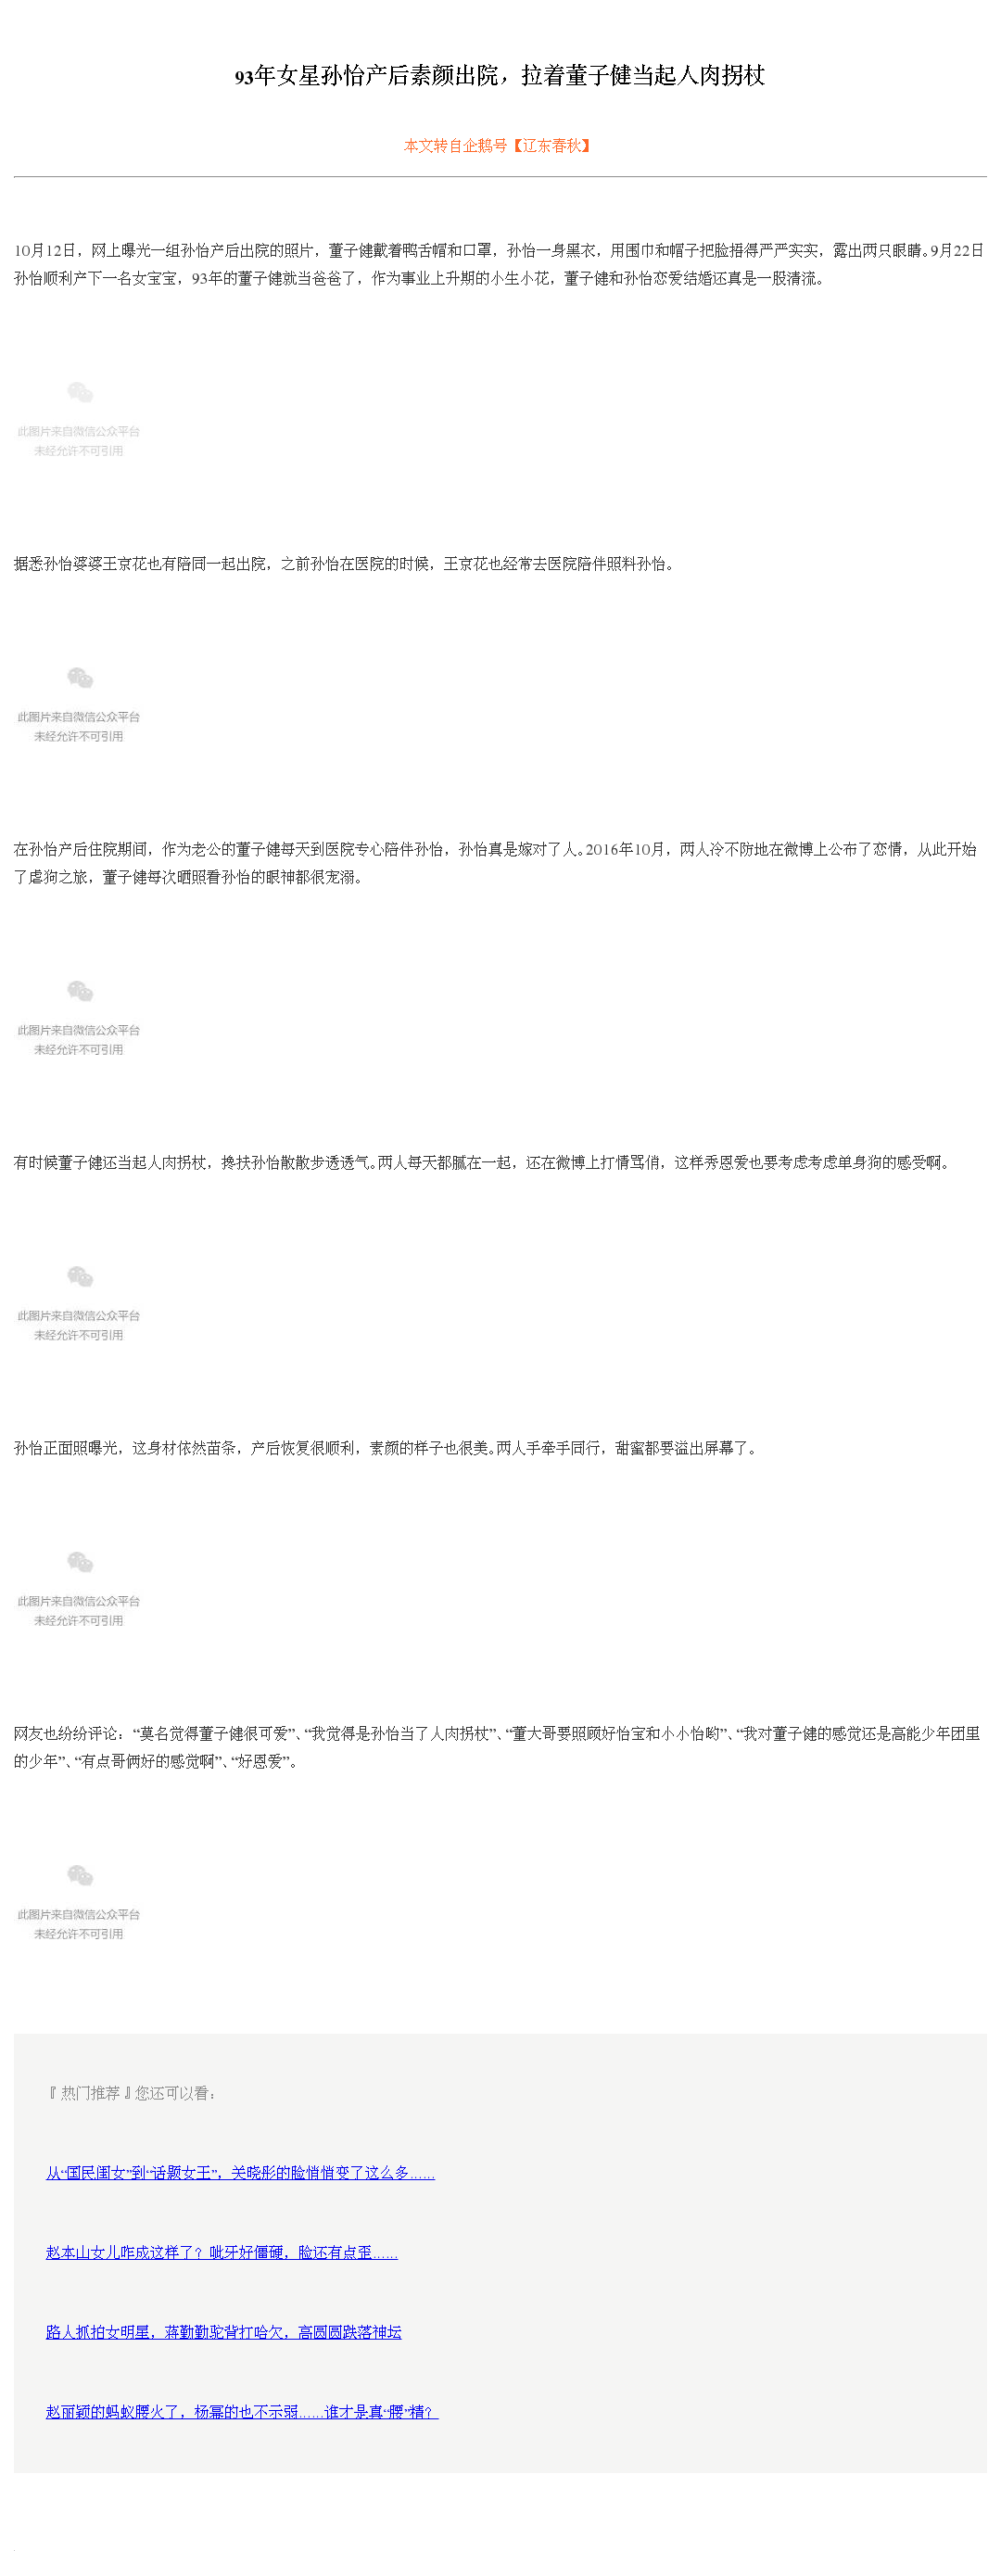 93年女星孙怡产后素颜出院，拉着董子健当起人肉拐杖
本文转自企鹅号【辽东春秋】
10月12日，网上曝光一组孙怡产后出院的照片，董子健戴着鸭舌帽和口罩，孙怡一身黑衣，用围巾和帽子把脸捂得严严实实，露出两只眼睛。9月22日
孙怡顺利产下一名女宝宝，93年的董子健就当爸爸了，作为事业上升期的小生小花，董子健和孙怡恋爱结婚还真是一股清流。
此图片来自微信公众平台
未经允许不可引用
据悉孙怡婆婆王京花也有陪同一起出院，之前孙怡在医院的时候，王京花也经常去医院陪伴照料孙怡。
此图片来自微信公众平台
未经允许不可引用
在孙怡产后住院期间，作为老公的董子健每天到医院专心陪伴孙怡，孙怡真是嫁对了人。2016年10月，两人冷不防地在微博上公布了恋情，从此开始
了虐狗之旅，董子健每次晒照看孙怡的眼神都很宠溺。
此图片来自微信公众平台
未经允许不可引用
有时候董子健还当起人肉拐杖，搀扶孙怡散散步透透气。两人每天都腻在一起，还在微博上打情骂俏，这样秀恩爱也要考虑考虑单身狗的感受啊。
此图片来自微信公众平台
未经允许不可引用
孙怡正面照曝光，这身材依然苗条，产后恢复很顺利，素颜的样子也很美。两人手牵手同行，甜蜜都要溢出屏幕了。
此图片来自微信公众平台
未经允许不可引用
网友也纷纷评论：“莫名觉得董子健很可爱”、“我觉得是孙怡当了人肉拐杖”、“董大哥要照顾好怡宝和小小怡哟”、“我对董子健的感觉还是高能少年团里
的少年”、“有点哥俩好的感觉啊”、“好恩爱”。
此图片来自微信公众平台
未经允许不可引用
『热门推荐』您还可以看：
从“国民闺女”到“话题女王”，关晓彤的脸悄悄变了这么多……
赵本山女儿咋成这样了？呲牙好僵硬，脸还有点歪……
路人抓拍女明星，蒋勤勤驼背打哈欠，高圆圆跌落神坛
赵丽颖的蚂蚁腰火了，杨幂的也不示弱……谁才是真“腰”精？